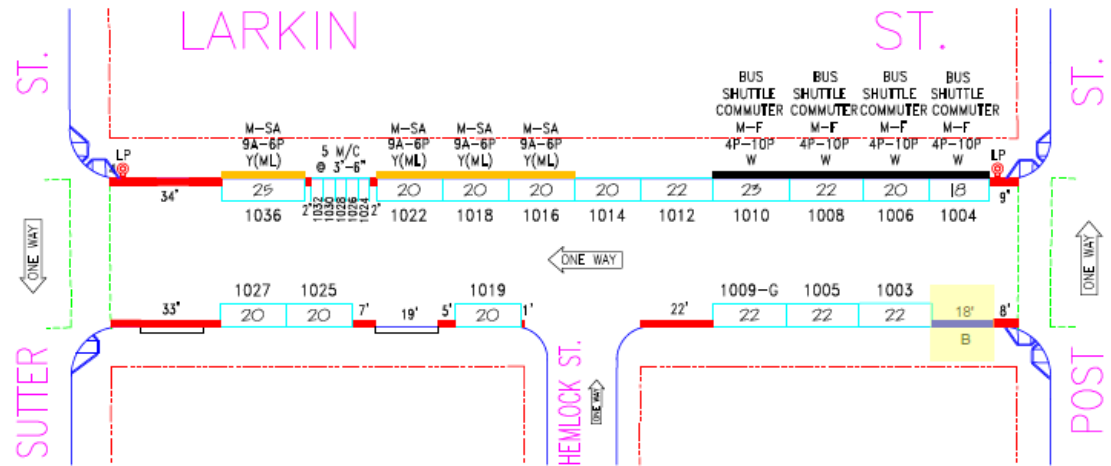 LARKIN ST.
ST.
ST.
BUS SHUTTLE COMMUTER M-F 4P-10P W
BUS SHUTTLE COMMUTER M-F 4P-10P W
BUS SHUTTLE COMMUTER M-F 4P-10P W
BUS SHUTTLE COMMUTER M-F 4P-10P W
M-SA 9A-6P Y(ML)
5 M/C @ 3'-6"
M-SA 9A-6P Y(ML)
M-SA 9A-6P Y(ML)
M-SA 9A-6P Y(ML)
LP
LP
34' 25 20 20 20 20 22 23 22 20 18 9'
1036 2' 1032 1030 1028 1026 1024 2' 1022 1018 1016 1014 1012 1010 1008 1006 1004
ONE WAY
ONE WAY
ONE WAY
1027 1025 1019 1009-G 1005 1003
33' 20 20 7' 19' 5' 20 1' 22' 22 22 22 18' 8'
B
SUTTER
HEMLOCK ST.
ONE WAY
POST